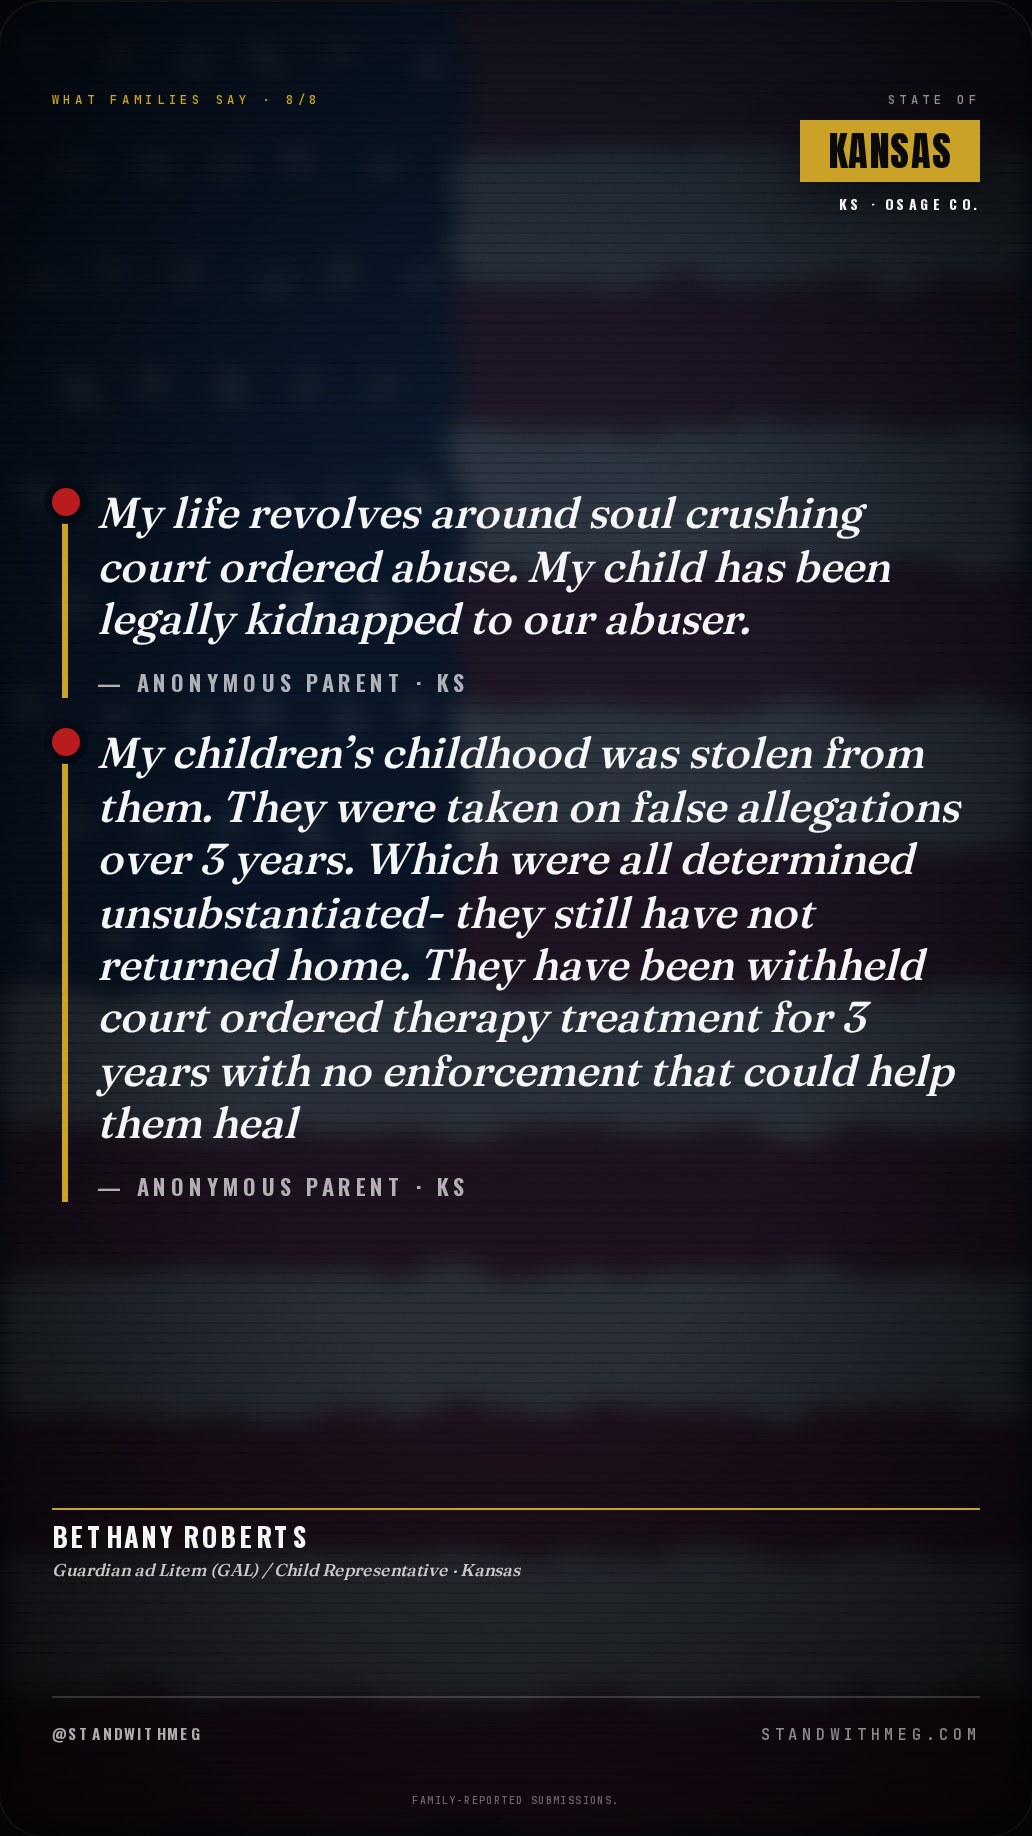 WHAT FAMILIES SAY · 8/8
STATE OF
KANSAS
KS · OSAGE CO.
My life revolves around soul crushing
court ordered abuse. My child has been
legally kidnapped to our abuser.
— ANONYMOUS PARENT · KS
My children’s childhood was stolen from
them. They were taken on false allegations
over 3 years. Which were all determined
unsubstantiated- they still have not
returned home. They have been withheld
court ordered therapy treatment for 3
years with no enforcement that could help
them heal
— ANONYMOUS PARENT · KS
BETHANY ROBERTS
Guardian ad Litem (GAL) / Child Representative · Kansas
@STANDWITHMEG
STANDWITHMEG.COM
FAMILY-REPORTED SUBMISSIONS.